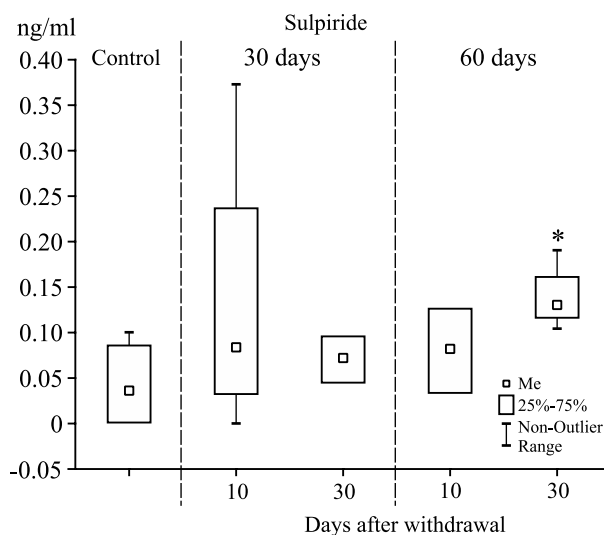 ng/ml
Sulpiride
Control
30 days
60 days
0.40
0.35
0.30
0.25
0.20
0.15
0.10
0.05
0
-0.05
*
Me
25%-75%
Non-Outlier
Range
10
30
10
30
Days after withdrawal